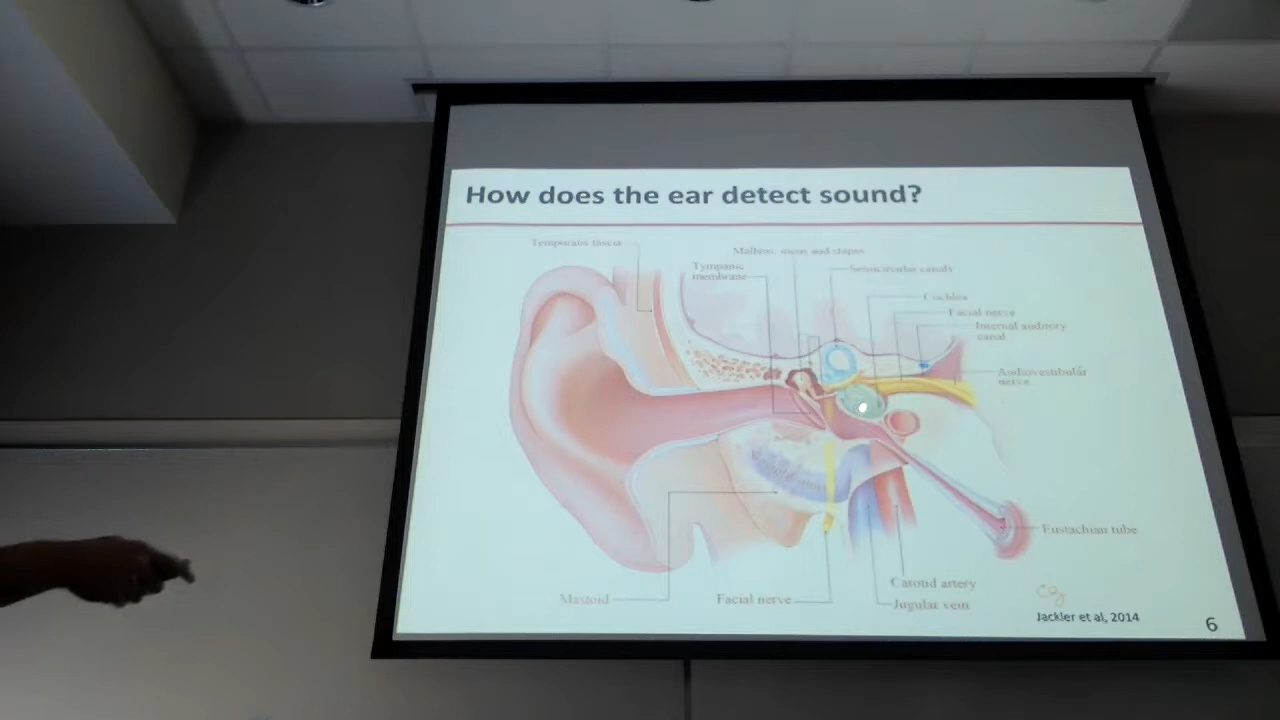 How does the ear detect sound?
Temporalis fascia
Malleus, incus and stapes
Tympanic
membrane
Semicircular canals
Cochlea
Facial nerve
Internal auditory
canal
Audiovestibular
nerve
Eustachian tube
Carotid artery
Jugular vein
Mastoid
Facial nerve
Jackler et al, 2014
6